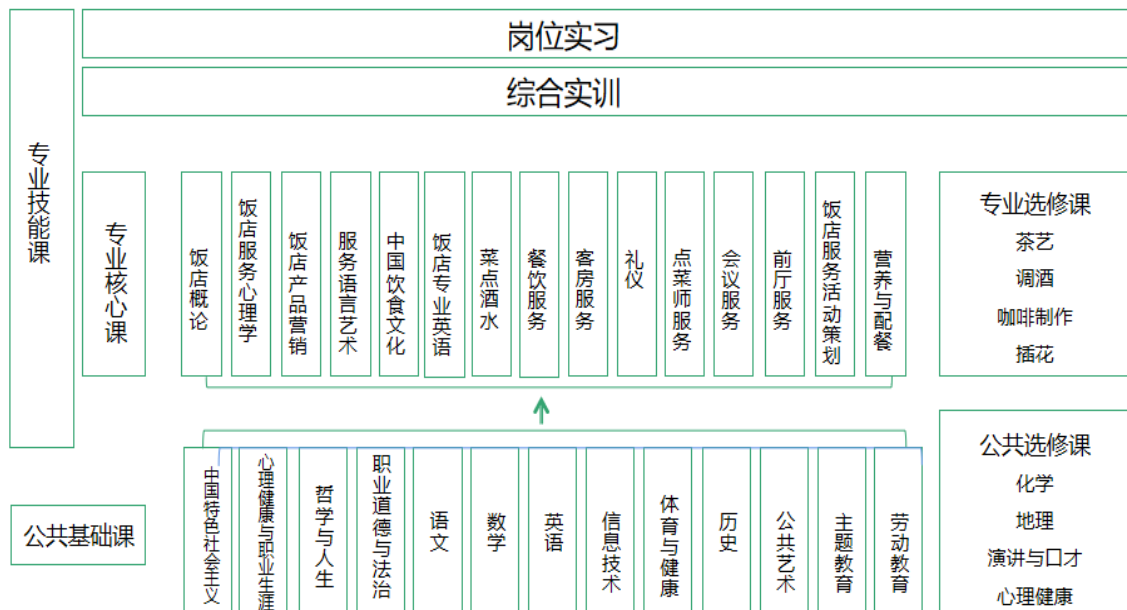 岗位实习
综合实训
专业技能课
专业核心课
饭店概论
饭店服务心理学
饭店产品营销
服务语言艺术
中国饮食文化
饭店专业英语
菜点酒水
餐饮服务
客房服务
礼仪
点菜师服务
会议服务
前厅服务
饭店服务活动策划
营养与配餐
专业选修课
茶艺
调酒
咖啡制作
插花
公共基础课
中国特色社会主义
心理健康与职业生涯
哲学与人生
职业道德与法治
语文
数学
英语
信息技术
体育与健康
历史
公共艺术
主题教育
劳动教育
公共选修课
化学
地理
演讲与口才
心理健康